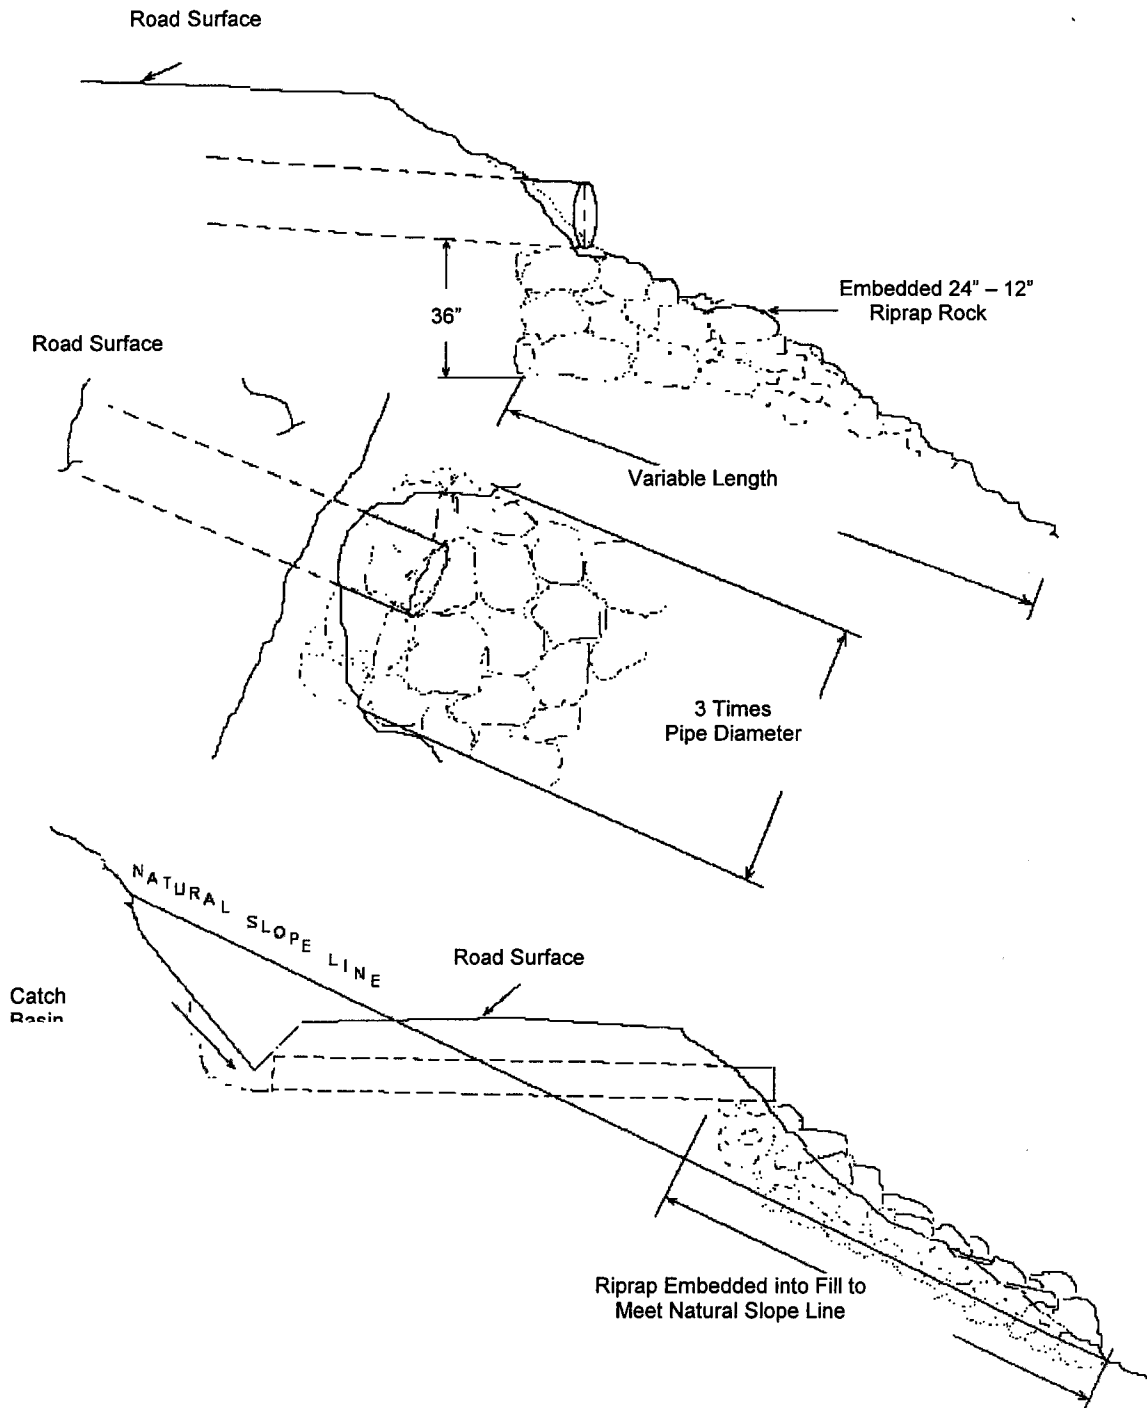 Road Surface
Embedded 24" – 12"
Riprap Rock
36"
Road Surface
Variable Length
3 Times
Pipe Diameter
NATURAL SLOPE LINE
Road Surface
Catch
Basin
Riprap Embedded into Fill to
Meet Natural Slope Line